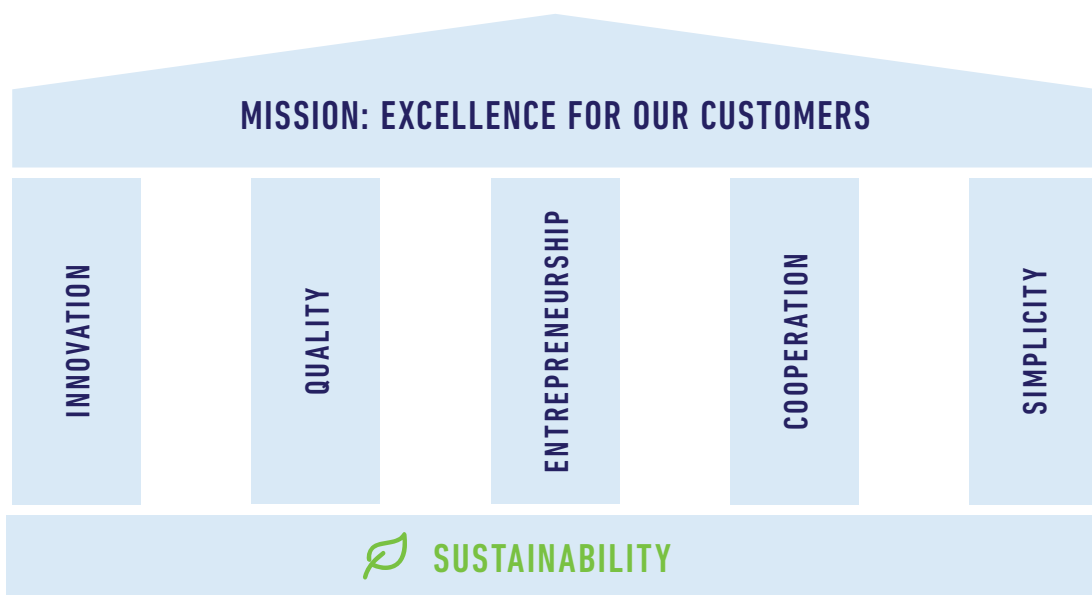 MISSION: EXCELLENCE FOR OUR CUSTOMERS
INNOVATION
QUALITY
ENTREPRENEURSHIP
COOPERATION
SIMPLICITY
SUSTAINABILITY